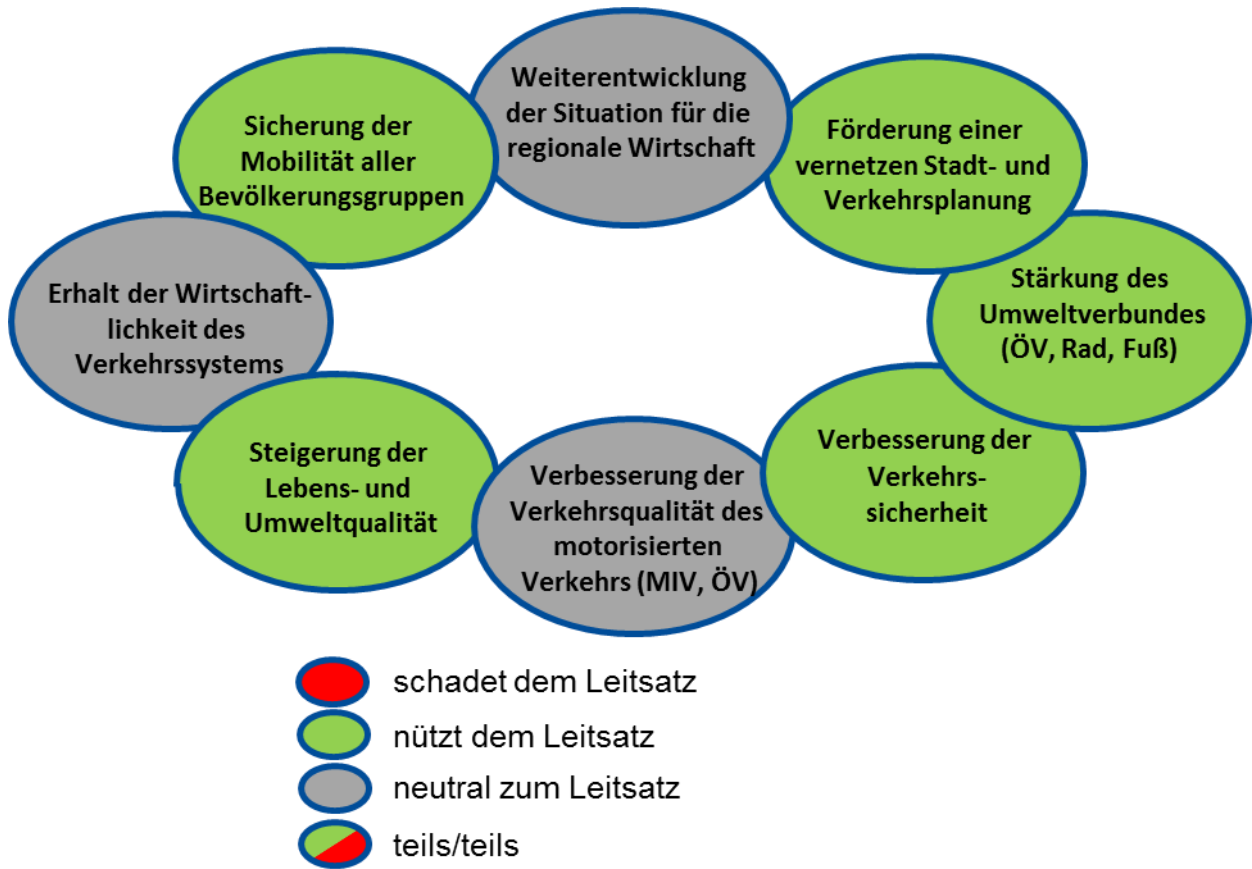 Weiterentwicklung
der Situation für die
regionale Wirtschaft
Sicherung der
Mobilität aller
Bevölkerungsgruppen
Förderung einer
vernetzen Stadt- und
Verkehrsplanung
Erhalt der Wirtschaft-
lichkeit des
Verkehrssystems
Stärkung des
Umweltverbundes
(ÖV, Rad, Fuß)
Steigerung der
Lebens- und
Umweltqualität
Verbesserung der
Verkehrsqualität des
motorisierten
Verkehrs (MIV, ÖV)
Verbesserung der
Verkehrs-
sicherheit
schadet dem Leitsatz
nützt dem Leitsatz
neutral zum Leitsatz
teils/teils